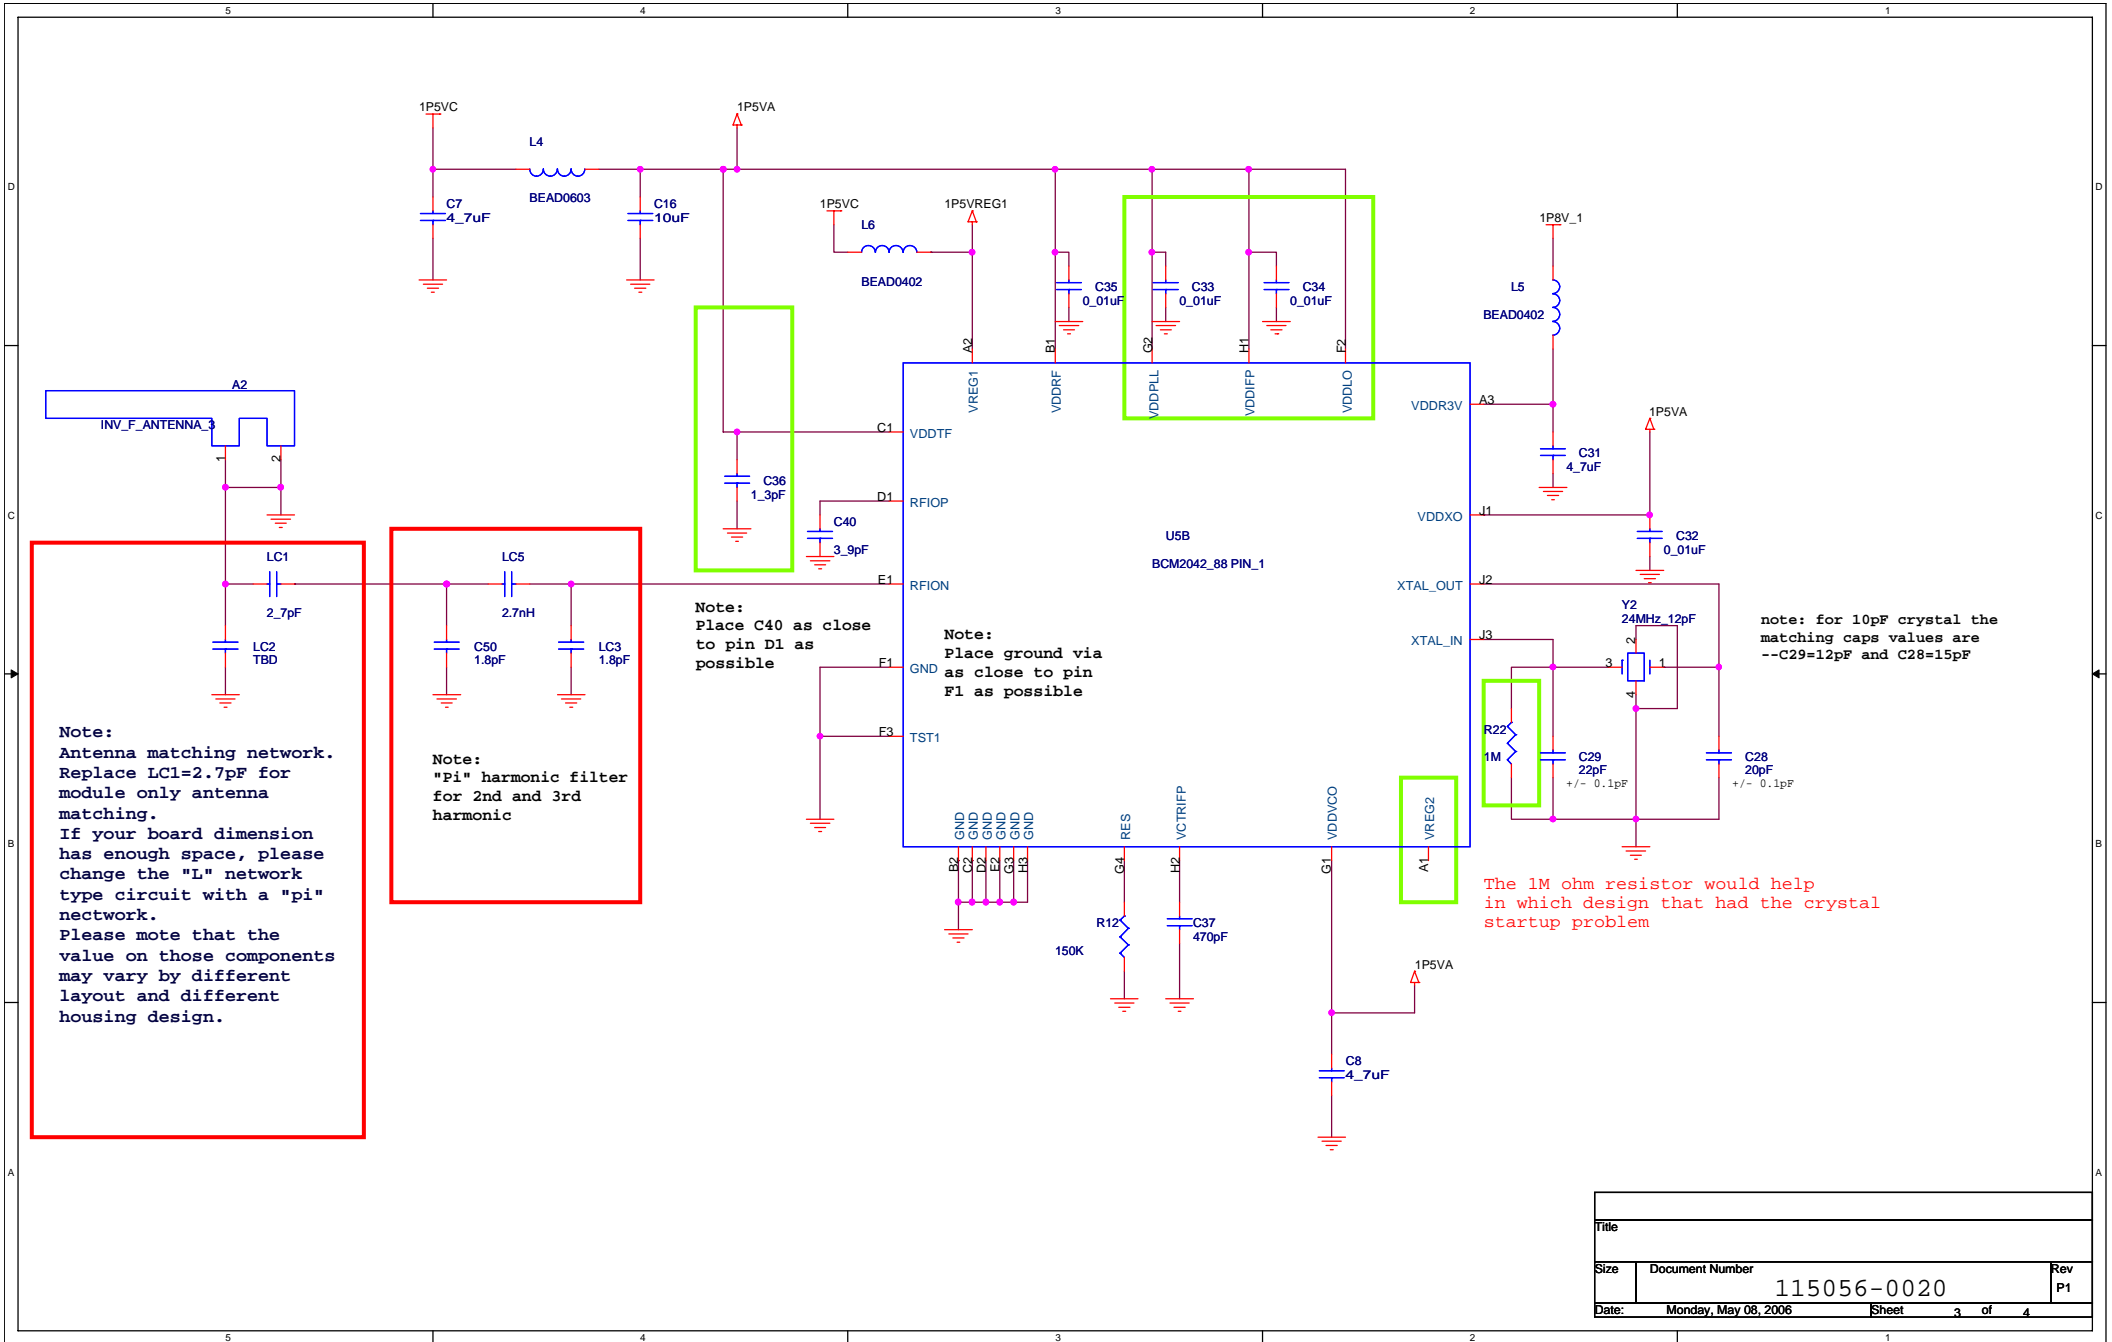 5 4 3 2 1
D D
C C
B B
A A
1P5VC
L4
BEAD0603
1P5VA
C7
4_7uF
C16
10uF
1P5VC
L6
BEAD0402
1P5VREG1
C35
0_01uF
C33
0_01uF
C34
0_01uF
1P8V_1
L5
BEAD0402
C31
4_7uF
1P5VA
C32
0_01uF
A2
INV_F_ANTENNA_3
1
2
C36
1_3pF
C40
3_9pF
LC1
2_7pF
LC2
TBD
LC5
2.7nH
C50
1.8pF
LC3
1.8pF
A2
VREG1
B1
VDDRF
G2
VDDPLL
H1
VDDIFP
F2
VDDLO
C1 VDDTF
D1 RFIOP
E1 RFION
F1 GND
F3 TST1
VDDR3V A3
VDDXO J1
XTAL_OUT J2
XTAL_IN J3
U5B
BCM2042_88 PIN_1
Note:
Place C40 as close
to pin D1 as
possible
Note:
Place ground via
as close to pin
F1 as possible
Y2
24MHz_12pF
2
3
1
4
note: for 10pF crystal the
matching caps values are
--C29=12pF and C28=15pF
R22
1M
C29
22pF
+/- 0.1pF
C28
20pF
+/- 0.1pF
Note:
Antenna matching network.
Replace LC1=2.7pF for
module only antenna
matching.
If your board dimension
has enough space, please
change the "L" network
type circuit with a "pi"
nectwork.
Please mote that the
value on those components
may vary by different
layout and different
housing design.
Note:
"Pi" harmonic filter
for 2nd and 3rd
harmonic
GND GND GND GND GND GND
B2 C2 D2 E2 G3 H3
RES
G4
VCTRIFP
H2
VDDVCO
G1
VREG2
A1
R12
150K
C37
470pF
The 1M ohm resistor would help
in which design that had the crystal
startup problem
1P5VA
C8
4_7uF
Title
Size Document Number Rev
115056-0020 P1
Date: Monday, May 08, 2006 Sheet 3 of 4
5 4 3 2 1